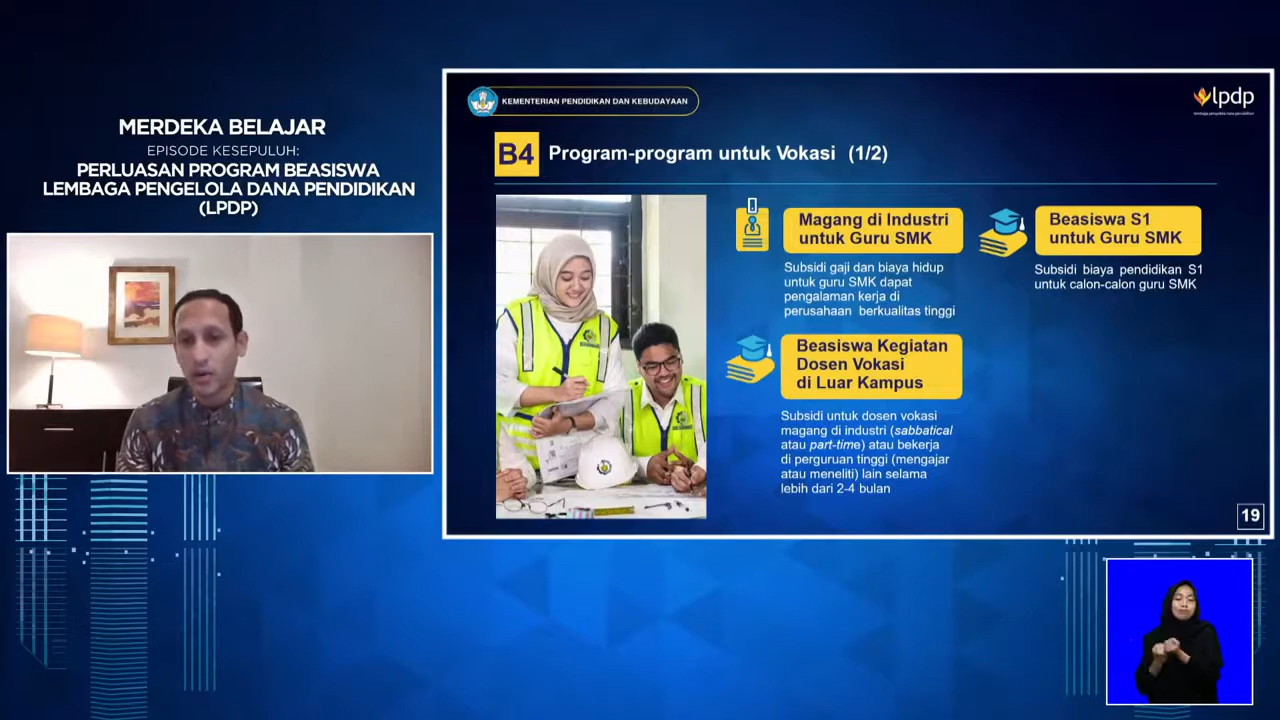 MERDEKA BELAJAR
EPISODE KESEPULUH:
PERLUASAN PROGRAM BEASISWA
LEMBAGA PENGELOLA DANA PENDIDIKAN
(LPDP)
KEMENTERIAN PENDIDIKAN DAN KEBUDAYAAN
lpdp
lembaga pengelola dana pendidikan
B4 Program-program untuk Vokasi (1/2)
Magang di Industri
untuk Guru SMK
Subsidi gaji dan biaya hidup
untuk guru SMK dapat
pengalaman kerja di
perusahaan berkualitas tinggi
Beasiswa S1
untuk Guru SMK
Subsidi biaya pendidikan S1
untuk calon-calon guru SMK
Beasiswa Kegiatan
Dosen Vokasi
di Luar Kampus
Subsidi untuk dosen vokasi
magang di industri (sabbatical
atau part-time) atau bekerja
di perguruan tinggi (mengajar
atau meneliti) lain selama
lebih dari 2-4 bulan
19